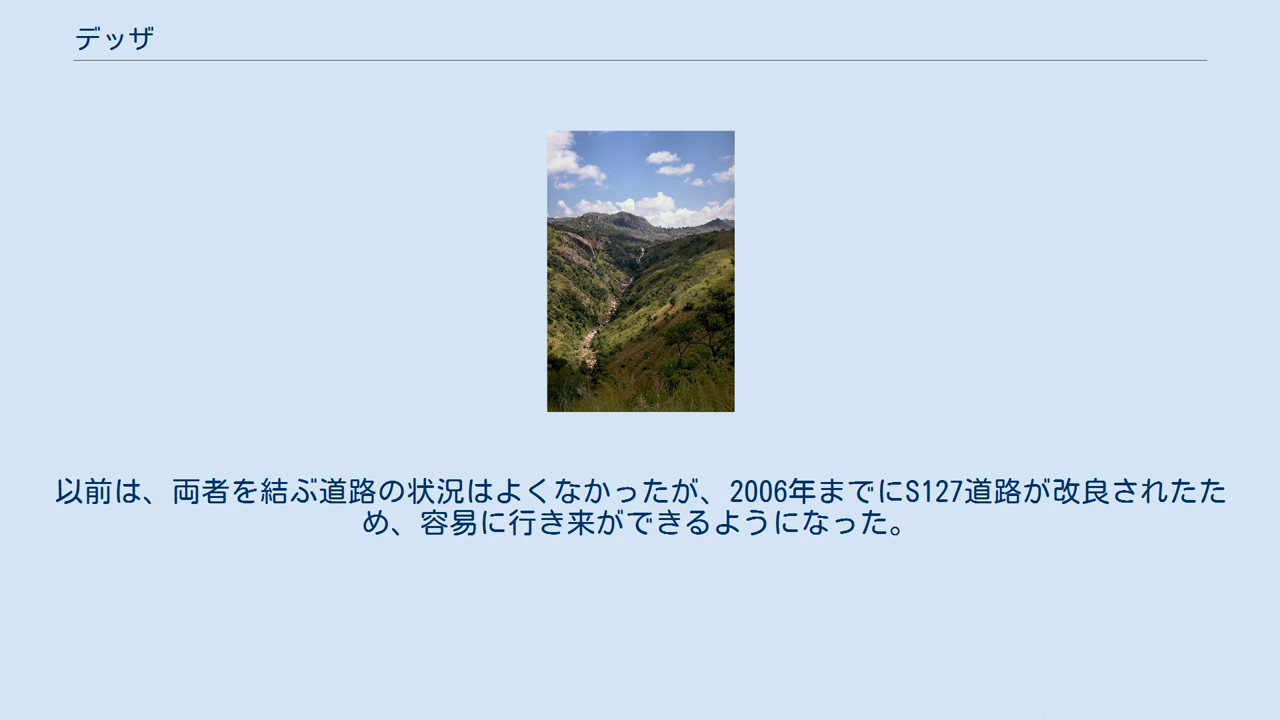 デッザ
以前は、両者を結ぶ道路の状況はよくなかったが、2006年までにS127道路が改良されたた
め、容易に行き来ができるようになった。